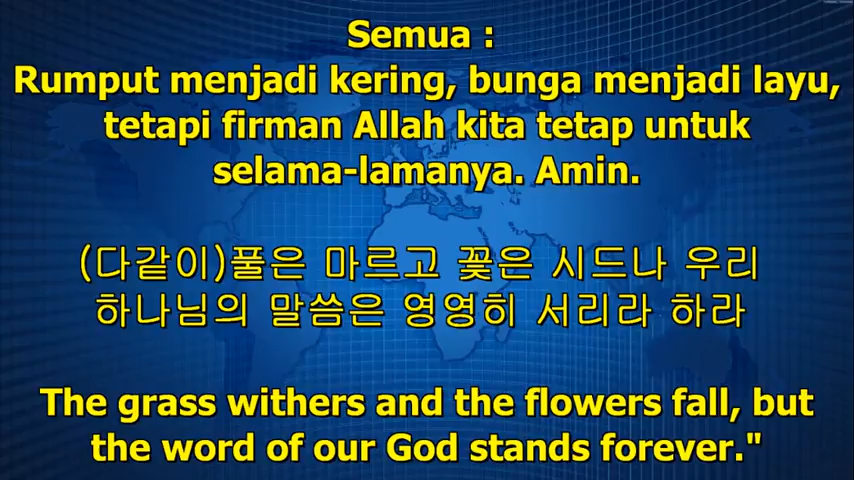 Semua :
Rumput menjadi kering, bunga menjadi layu,
tetapi firman Allah kita tetap untuk
selama-lamanya. Amin.
(다같이)풀은 마르고 꽃은 시드나 우리
하나님의 말씀은 영영히 서리라 하라
The grass withers and the flowers fall, but
the word of our God stands forever."